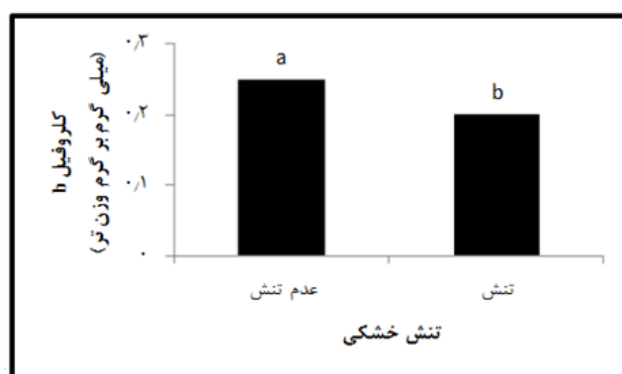 ۰/۳
۰/۲
۰/۱
۰
a
b
کلروفیل b
(میلی گرم بر گرم وزن تر)
عدم تنش
تنش
تنش خشکی